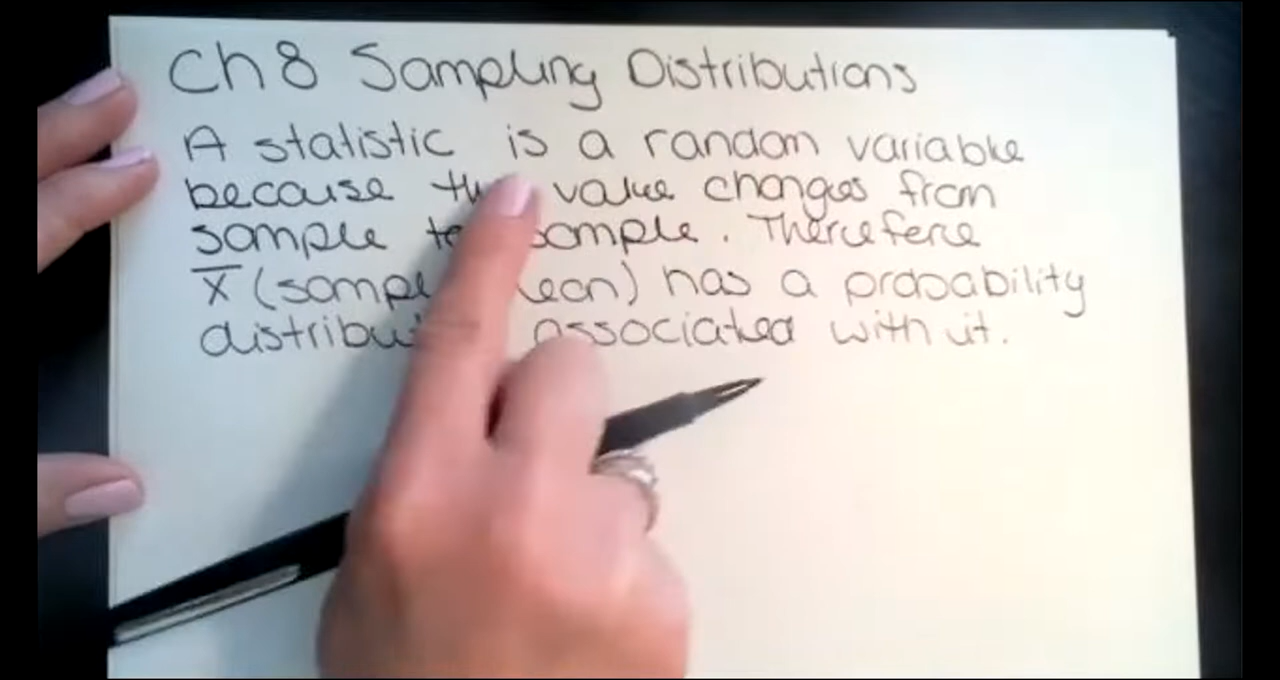 Ch 8 Sampling Distributions
A statistic is a random variable
because value changes from
sample sample. Therefore
X̅ (sample has a probability
associated with it.